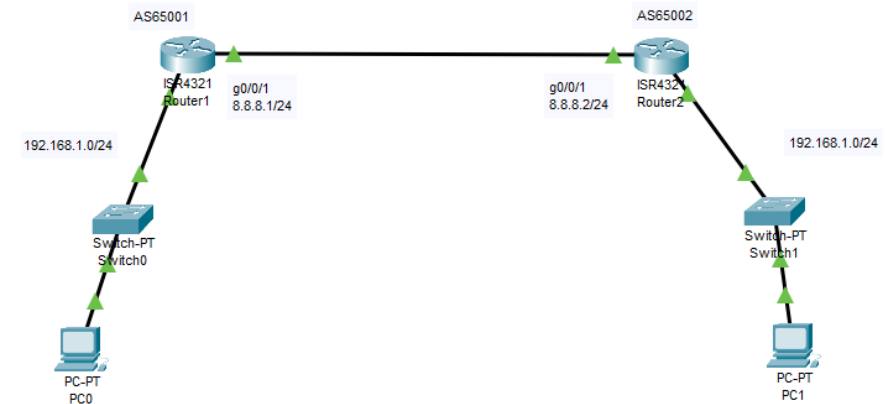 AS65001
AS65002
ISR4321
Router1
g0/0/1
8.8.8.1/24
g0/0/1
8.8.8.2/24
ISR4321
Router2
192.168.1.0/24
192.168.1.0/24
Switch-PT
Switch0
Switch-PT
Switch1
PC-PT
PC0
PC-PT
PC1